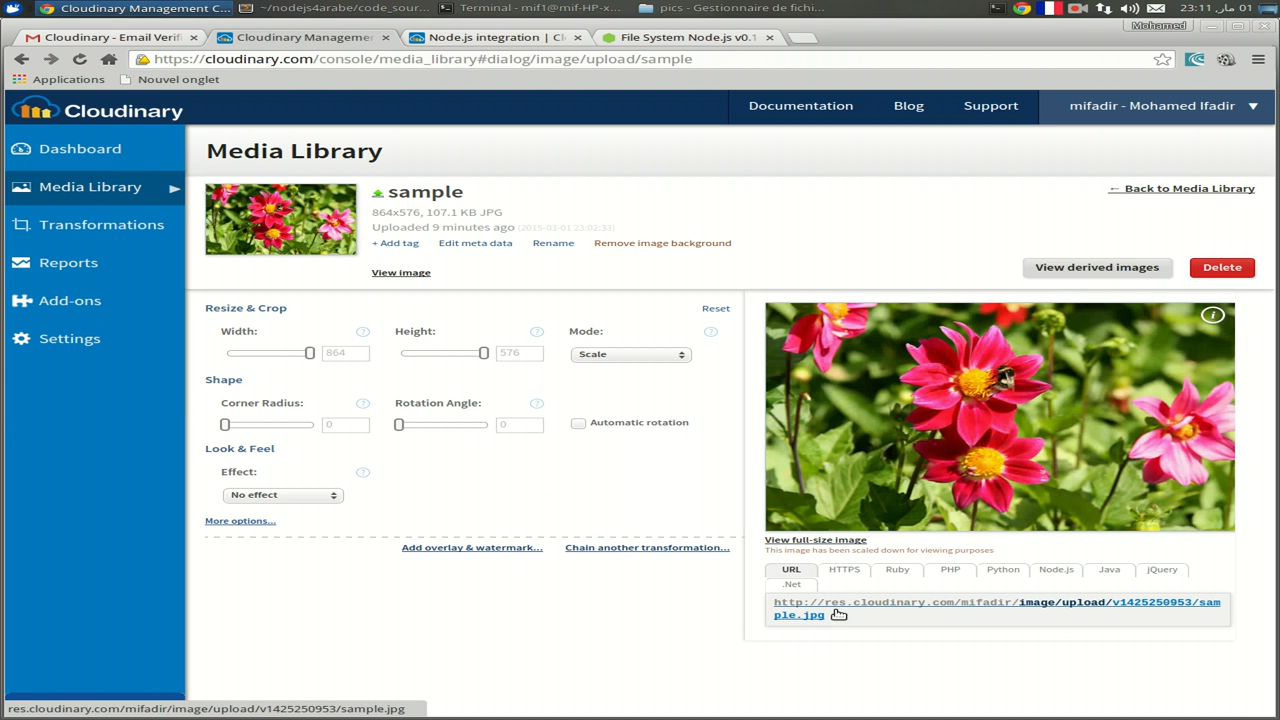 Cloudinary Management C...
~/nodejs4arabe/code_sour...
Terminal - mif1@mif-HP-x...
pics - Gestionnaire de fichi...
01 مار, 23:11
Mohamed
Cloudinary - Email Verifi
Cloudinary Managemen
Node.js integration | Cl
File System Node.js v0.1
https://cloudinary.com/console/media_library#dialog/image/upload/sample
Applications
Nouvel onglet
Cloudinary
Documentation
Blog
Support
mifadir - Mohamed Ifadir
Dashboard
Media Library
Transformations
Reports
Add-ons
Settings
Media Library
sample
864x576, 107.1 KB JPG
Uploaded 9 minutes ago (2015-03-01 23:02:33)
+ Add tag
Edit meta data
Rename
Remove image background
View image
← Back to Media Library
View derived images
Delete
Resize & Crop
Reset
Width:
Height:
Mode:
864
576
Scale
Shape
Corner Radius:
Rotation Angle:
0
0
Automatic rotation
Look & Feel
Effect:
No effect
More options...
Add overlay & watermark...
Chain another transformation...
View full-size image
This image has been scaled down for viewing purposes
URL
HTTPS
Ruby
PHP
Python
Node.js
Java
jQuery
.Net
http://res.cloudinary.com/mifadir/image/upload/v1425250953/sam
ple.jpg
res.cloudinary.com/mifadir/image/upload/v1425250953/sample.jpg